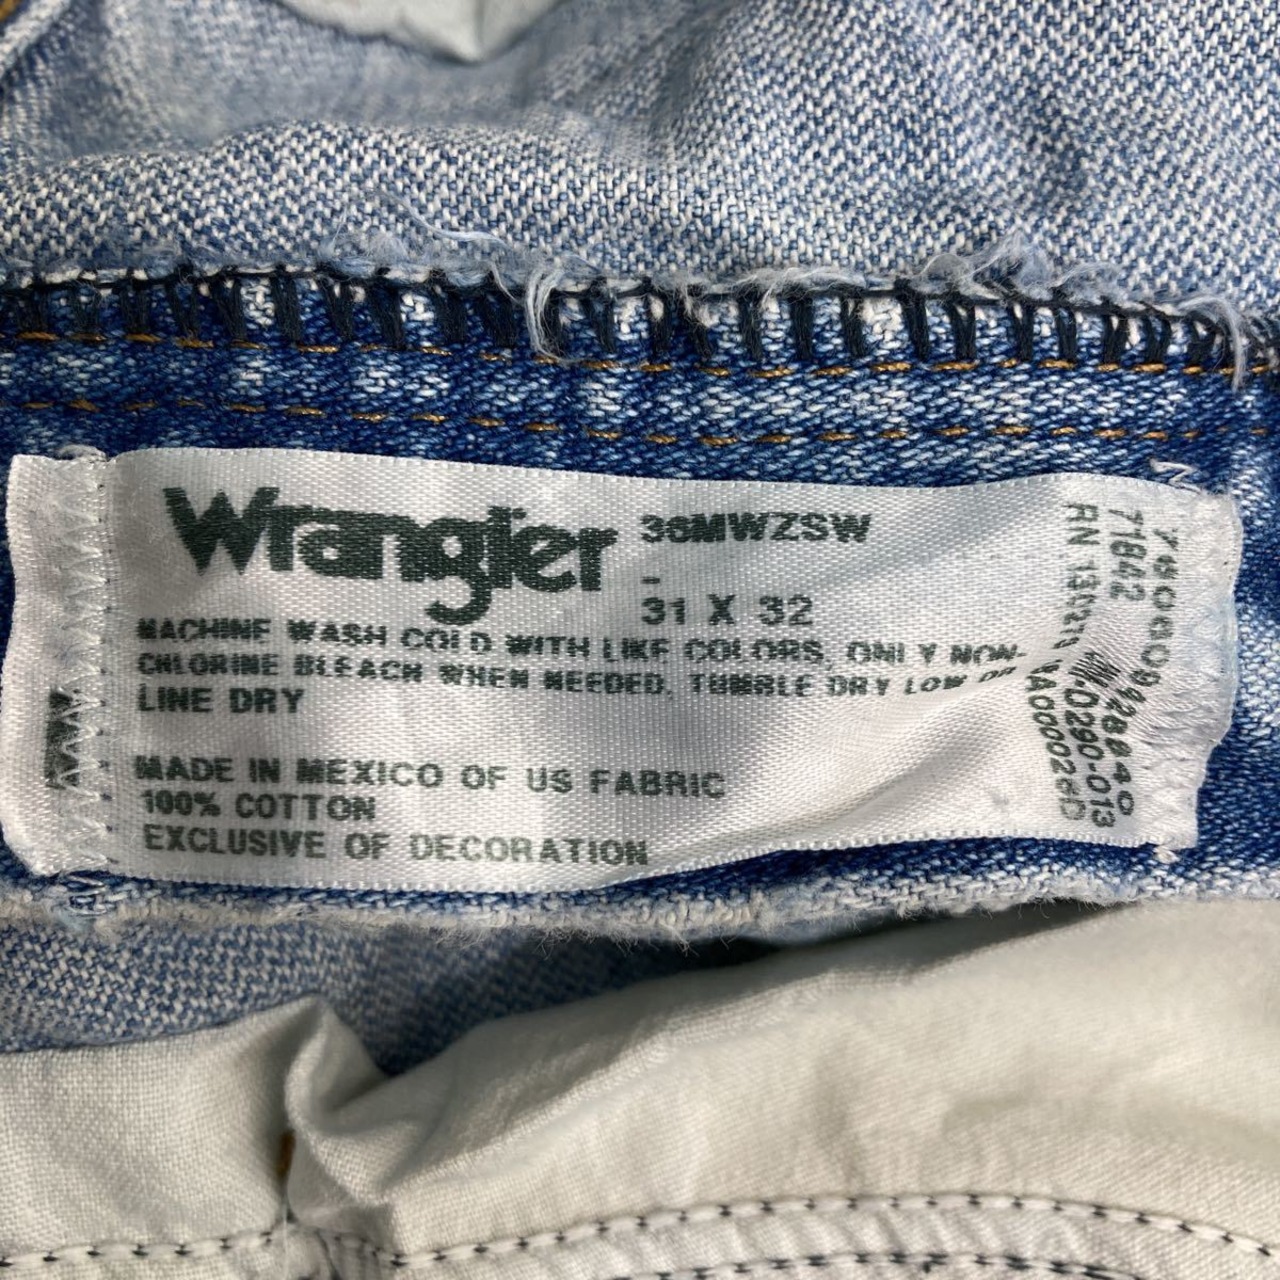 Wrangler 36MWZSW
-
31 X 32
MACHINE WASH COLD WITH LIKE COLORS, ONLY NON-
CHLORINE BLEACH WHEN NEEDED, TUMBLE DRY LOW OR
LINE DRY
MADE IN MEXICO OF US FABRIC
100% COTTON
EXCLUSIVE OF DECORATION
71842
RN